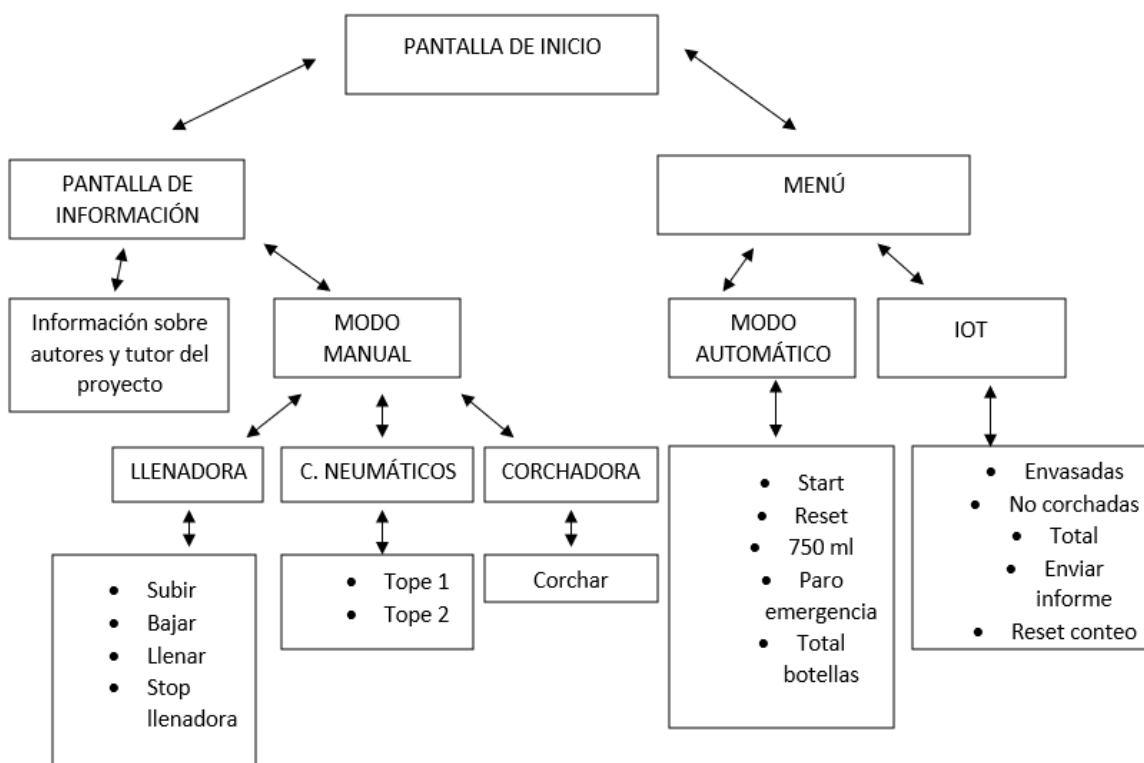 PANTALLA DE INICIO
PANTALLA DE
INFORMACIÓN
MENÚ
Información sobre
autores y tutor del
proyecto
MODO
MANUAL
MODO
AUTOMÁTICO
IOT
LLENADORA
C. NEUMÁTICOS
CORCHADORA
• Subir
• Bajar
• Llenar
• Stop
llenadora
• Tope 1
• Tope 2
Corchar
• Start
• Reset
• 750 ml
• Paro
emergencia
• Total
botellas
• Envasadas
• No corchadas
• Total
• Enviar
informe
• Reset conteo